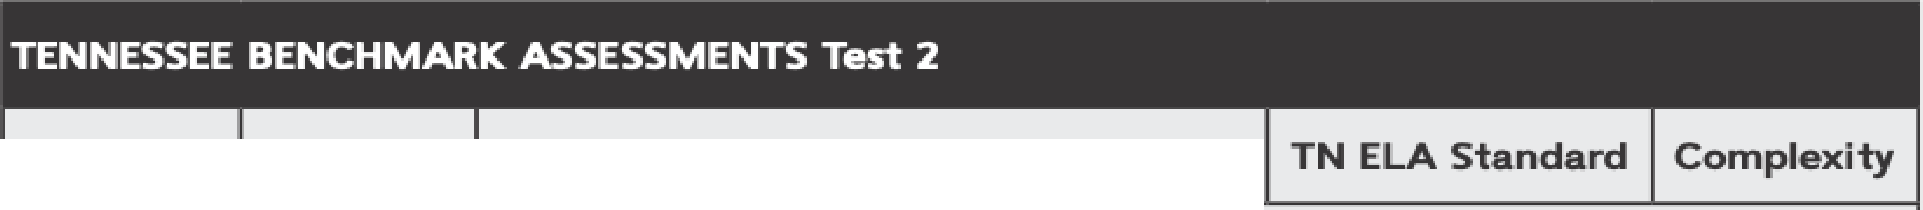 TENNESSEE BENCHMARK ASSESSMENTS Test 2
TN ELA Standard Complexity